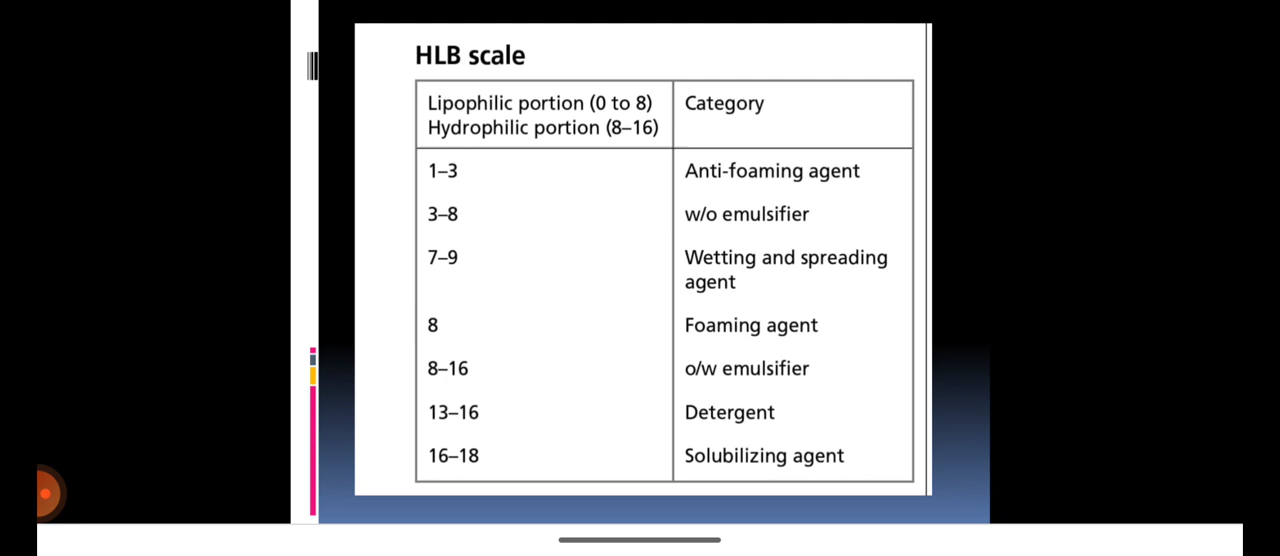 HLB scale
Lipophilic portion (0 to 8) Category
Hydrophilic portion (8–16)
1–3 Anti-foaming agent
3–8 w/o emulsifier
7–9 Wetting and spreading
agent
8 Foaming agent
8–16 o/w emulsifier
13–16 Detergent
16–18 Solubilizing agent